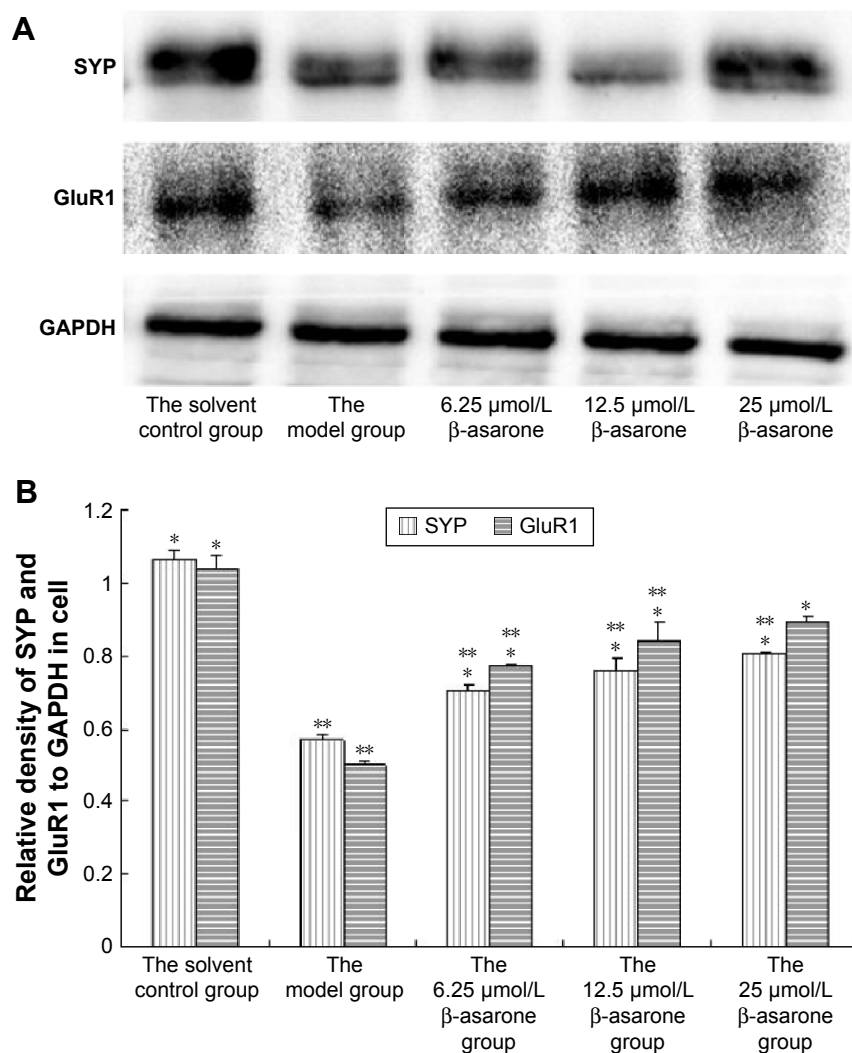 A
SYP
GluR1
GAPDH
The solvent
control group
The
model group
6.25 μmol/L
β-asarone
12.5 μmol/L
β-asarone
25 μmol/L
β-asarone
B
Relative density of SYP and
GluR1 to GAPDH in cell
1.2
1
0.8
0.6
0.4
0.2
0
SYP
GluR1
*
*
**
**
**
*
**
*
**
*
**
*
**
*
*
The solvent
control group
The
model group
The
6.25 μmol/L
β-asarone
group
The
12.5 μmol/L
β-asarone
group
The
25 μmol/L
β-asarone
group